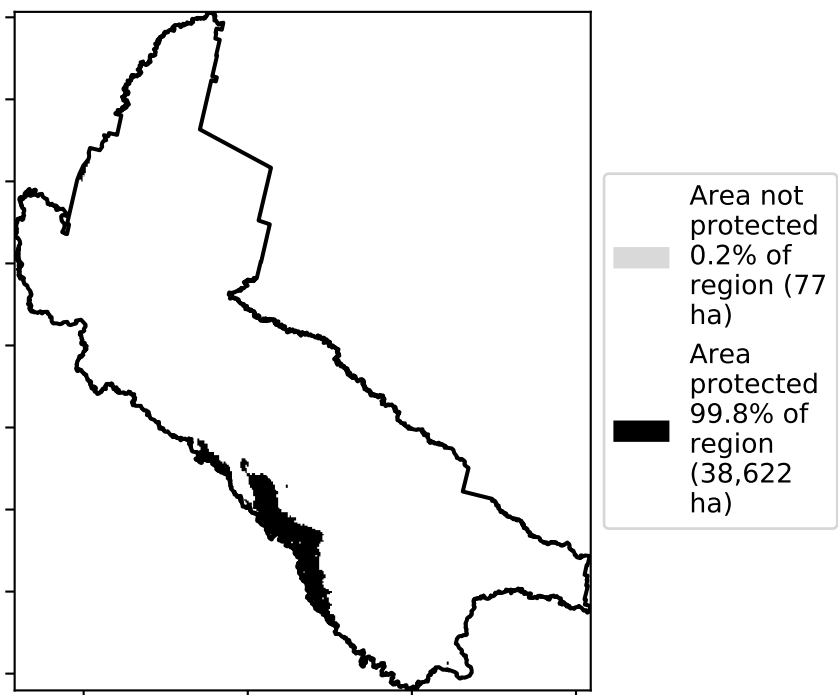 Area not
protected
0.2% of
region (77
ha)
Area
protected
99.8% of
region
(38,622
ha)